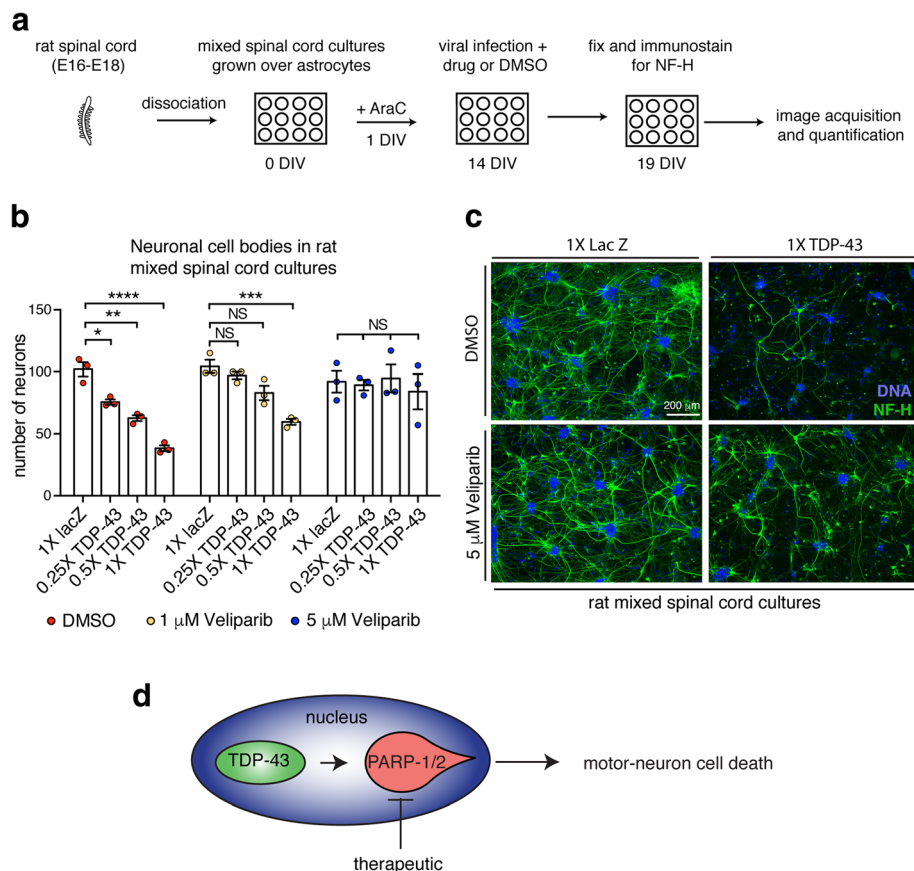 a
rat spinal cord
(E16-E18)
dissociation
mixed spinal cord cultures
grown over astrocytes
0 DIV
+ AraC
1 DIV
viral infection +
drug or DMSO
14 DIV
fix and immunostain
for NF-H
19 DIV
image acquisition
and quantification
b
Neuronal cell bodies in rat
mixed spinal cord cultures
number of neurons
150
100
50
0
****
**
*
***
NS
NS
NS
1X lacZ
0.25X TDP-43
0.5X TDP-43
1X TDP-43
1X lacZ
0.25X TDP-43
0.5X TDP-43
1X TDP-43
1X lacZ
0.25X TDP-43
0.5X TDP-43
1X TDP-43
DMSO
1 μM Veliparib
5 μM Veliparib
c
1X Lac Z
1X TDP-43
DMSO
5 μM Veliparib
200 μm
DNA
NF-H
rat mixed spinal cord cultures
d
nucleus
TDP-43
PARP-1/2
motor-neuron cell death
therapeutic